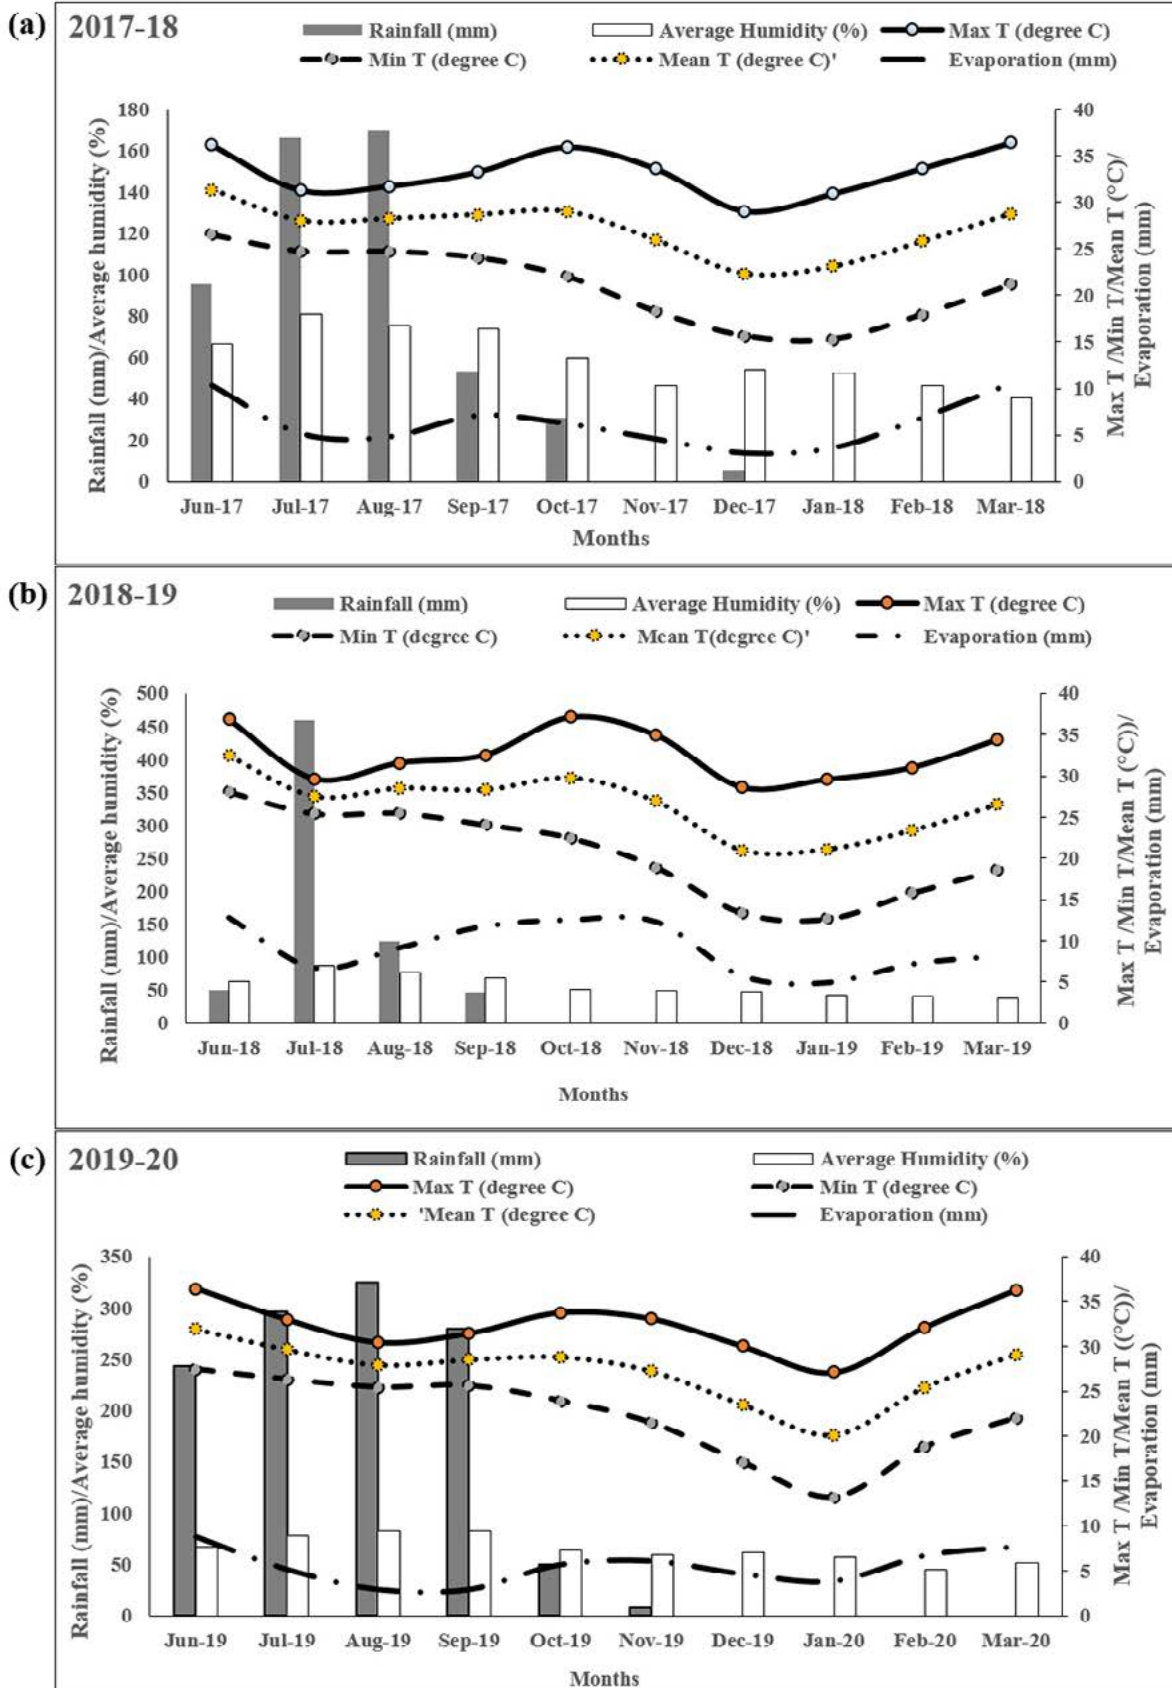 (a) 2017-18
Rainfall (mm) Average Humidity (%) Max T (degree C)
Min T (degree C) Mean T (degree C)' Evaporation (mm)
Rainfall (mm)/Average humidity (%)
180
160
140
120
100
80
60
40
20
0
40
35
30
25
20
15
10
5
0
Max T /Min T/Mean T (°C)/
Evaporation (mm)
Jun-17 Jul-17 Aug-17 Sep-17 Oct-17 Nov-17 Dec-17 Jan-18 Feb-18 Mar-18
Months
(b) 2018-19
Rainfall (mm) Average Humidity (%) Max T (degree C)
Min T (degree C) Mean T(degree C)' Evaporation (mm)
Rainfall (mm)/Average humidity (%)
500
450
400
350
300
250
200
150
100
50
0
40
35
30
25
20
15
10
5
0
Max T /Min T/Mean T (°C))/
Evaporation (mm)
Jun-18 Jul-18 Aug-18 Sep-18 Oct-18 Nov-18 Dec-18 Jan-19 Feb-19 Mar-19
Months
(c) 2019-20
Rainfall (mm) Average Humidity (%)
Max T (degree C) Min T (degree C)
'Mean T (degree C) Evaporation (mm)
Rainfall (mm)/Average humidity (%)
350
300
250
200
150
100
50
0
40
35
30
25
20
15
10
5
0
Max T /Min T/Mean T ((°C))/
Evaporation (mm)
Jun-19 Jul-19 Aug-19 Sep-19 Oct-19 Nov-19 Dec-19 Jan-20 Feb-20 Mar-20
Months